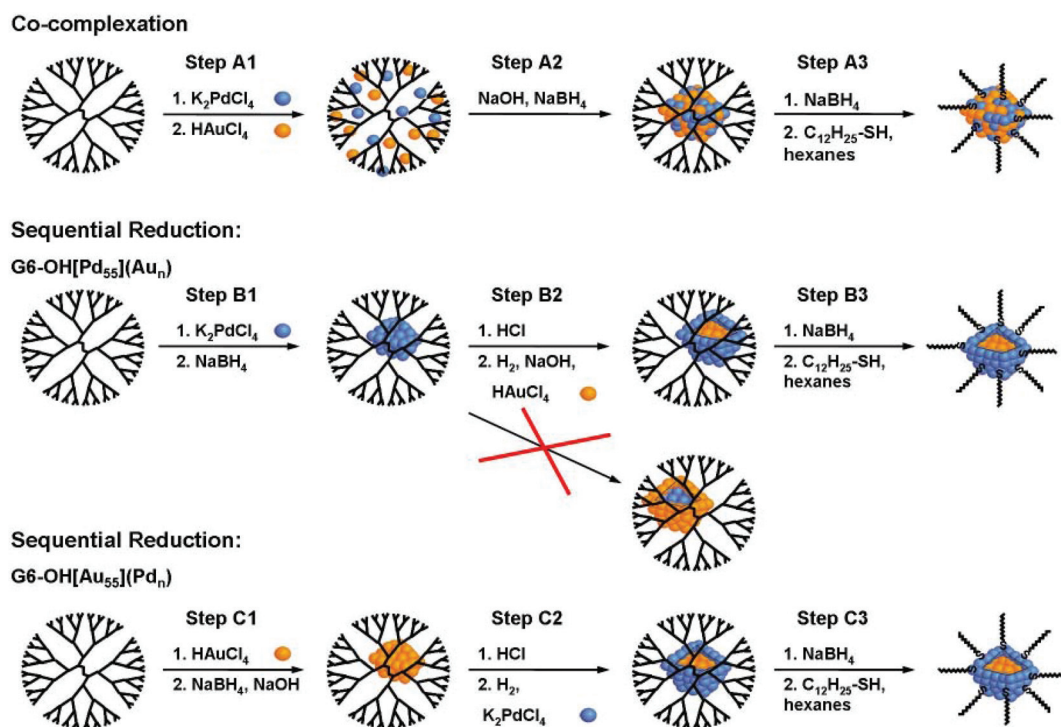 Co-complexation
Step A1
1. K₂PdCl₄
2. HAuCl₄
Step A2
NaOH, NaBH₄
Step A3
1. NaBH₄
2. C₁₂H₂₅-SH,
hexanes
S S S S S S S S
Sequential Reduction:
G6-OH[Pd₅₅](Auₙ)
Step B1
1. K₂PdCl₄
2. NaBH₄
Step B2
1. HCl
2. H₂, NaOH,
HAuCl₄
Step B3
1. NaBH₄
2. C₁₂H₂₅-SH,
hexanes
S S S S S S S S
Sequential Reduction:
G6-OH[Au₅₅](Pdₙ)
Step C1
1. HAuCl₄
2. NaBH₄, NaOH
Step C2
1. HCl
2. H₂,
K₂PdCl₄
Step C3
1. NaBH₄
2. C₁₂H₂₅-SH,
hexanes
S S S S S S S S